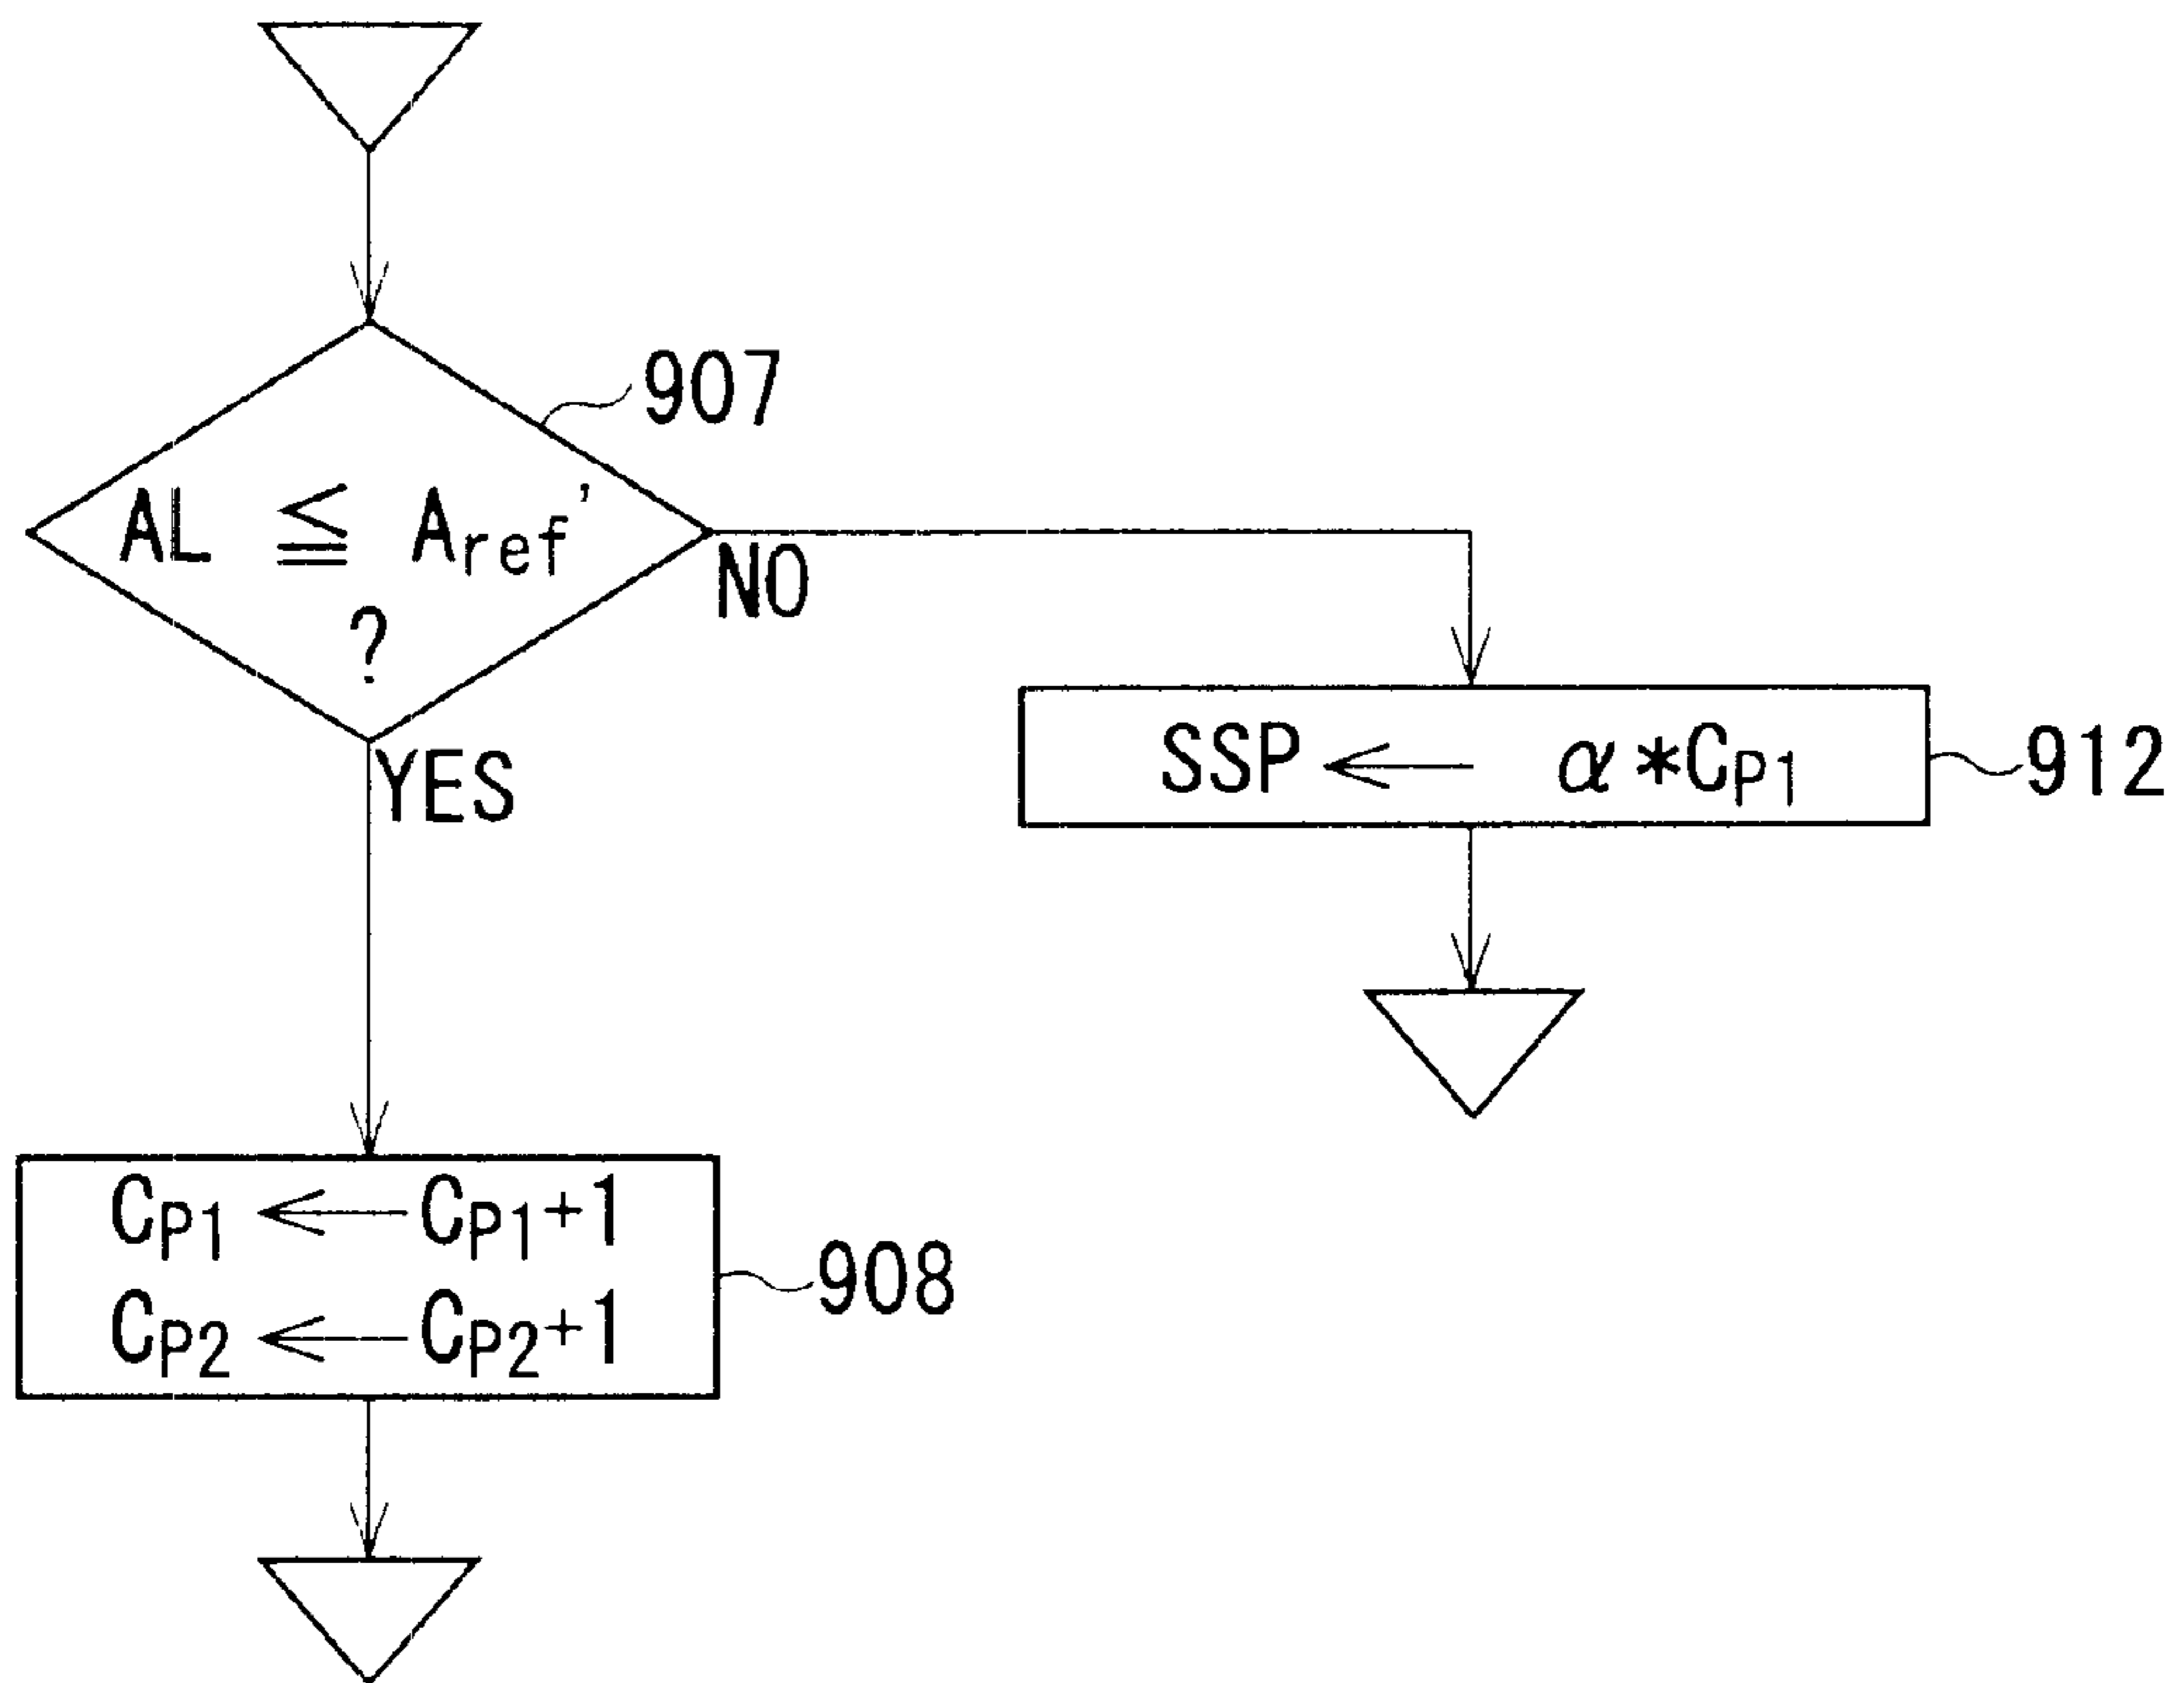 907
AL ≦ Aref'
?
NO
YES
SSP ← α*CP1
912
CP1 ← CP1+1
CP2 ← CP2+1
908